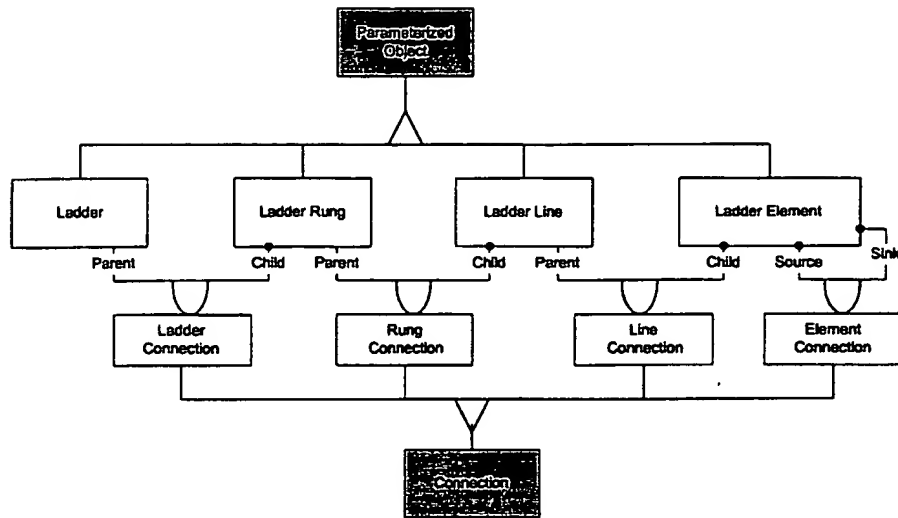 Parameterized
Object
Ladder
Ladder Rung
Ladder Line
Ladder Element
Parent
Child
Parent
Child
Parent
Child
Source
Sink
Ladder
Connection
Rung
Connection
Line
Connection
Element
Connection
Connection